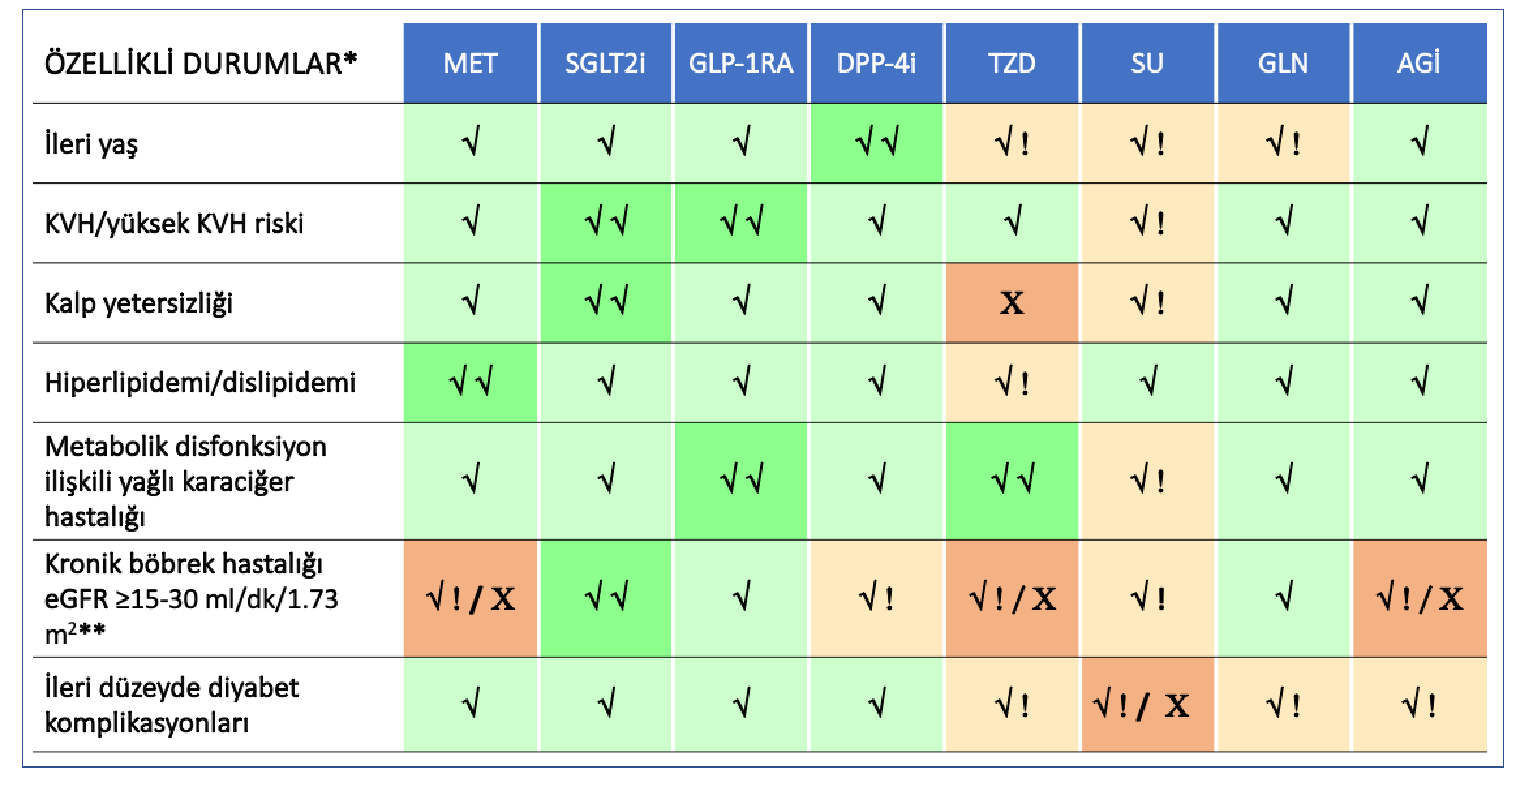 ÖZELLİKLİ DURUMLAR* MET SGLT2i GLP-1RA DPP-4i TZD SU GLN AGİ
İleri yaş √ √ √ √√ √! √! √! √
KVH/yüksek KVH riski √ √√ √√ √ √ √! √ √
Kalp yetersizliği √ √√ √ √ X √! √ √
Hiperlipidemi/dislipidemi √√ √ √ √ √! √ √ √
Metabolik disfonksiyon
ilişkili yağlı karaciğer √ √ √√ √ √√ √! √ √
hastalığı
Kronik böbrek hastalığı
eGFR ≥15-30 ml/dk/1.73 √!/X √√ √ √! √!/X √! √ √!/X
m²**
İleri düzeyde diyabet
komplikasyonları √ √ √ √ √! √!/ X √! √!